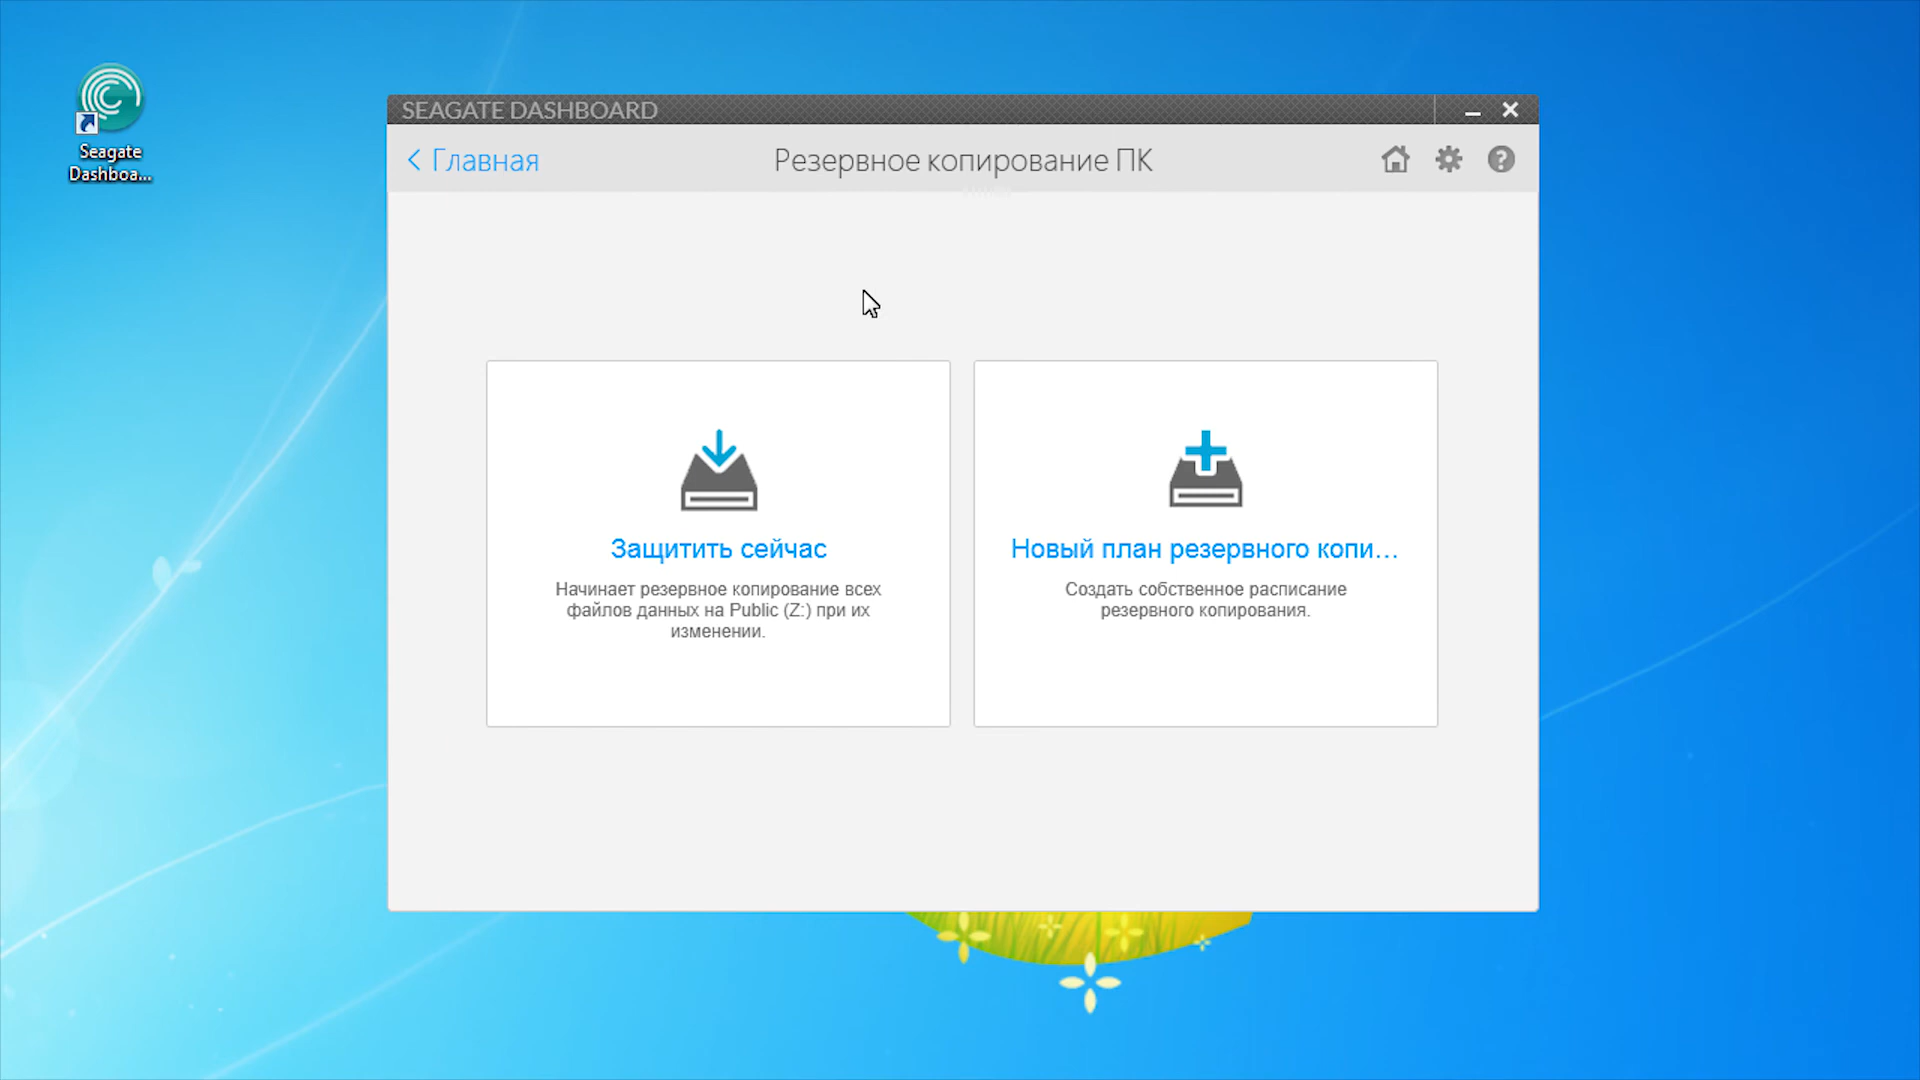 Seagate
Dashboa...
SEAGATE DASHBOARD
Главная
Резервное копирование ПК
Защитить сейчас
Начинает резервное копирование всех
файлов данных на Public (Z:) при их
изменении.
Новый план резервного копи...
Создать собственное расписание
резервного копирования.